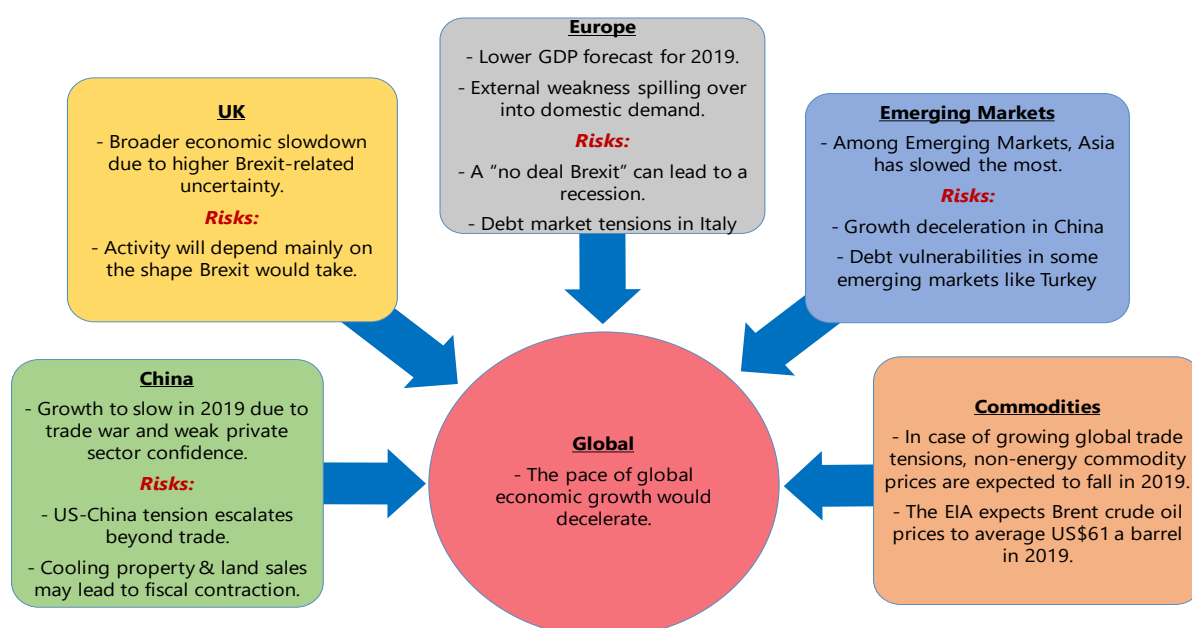 Europe
- Lower GDP forecast for 2019.
- External weakness spilling over
into domestic demand.
Risks:
- A “no deal Brexit” can lead to a
recession.
- Debt market tensions in Italy
UK
- Broader economic slowdown
due to higher Brexit-related
uncertainty.
Risks:
- Activity will depend mainly on
the shape Brexit would take.
Emerging Markets
- Among Emerging Markets, Asia
has slowed the most.
Risks:
- Growth deceleration in China
- Debt vulnerabilities in some
emerging markets like Turkey
China
- Growth to slow in 2019 due to
trade war and weak private
sector confidence.
Risks:
- US-China tension escalates
beyond trade.
- Cooling property & land sales
may lead to fiscal contraction.
Global
- The pace of global
economic growth would
decelerate.
Commodities
- In case of growing global trade
tensions, non-energy commodity
prices are expected to fall in 2019.
- The EIA expects Brent crude oil
prices to average US$61 a barrel
in 2019.